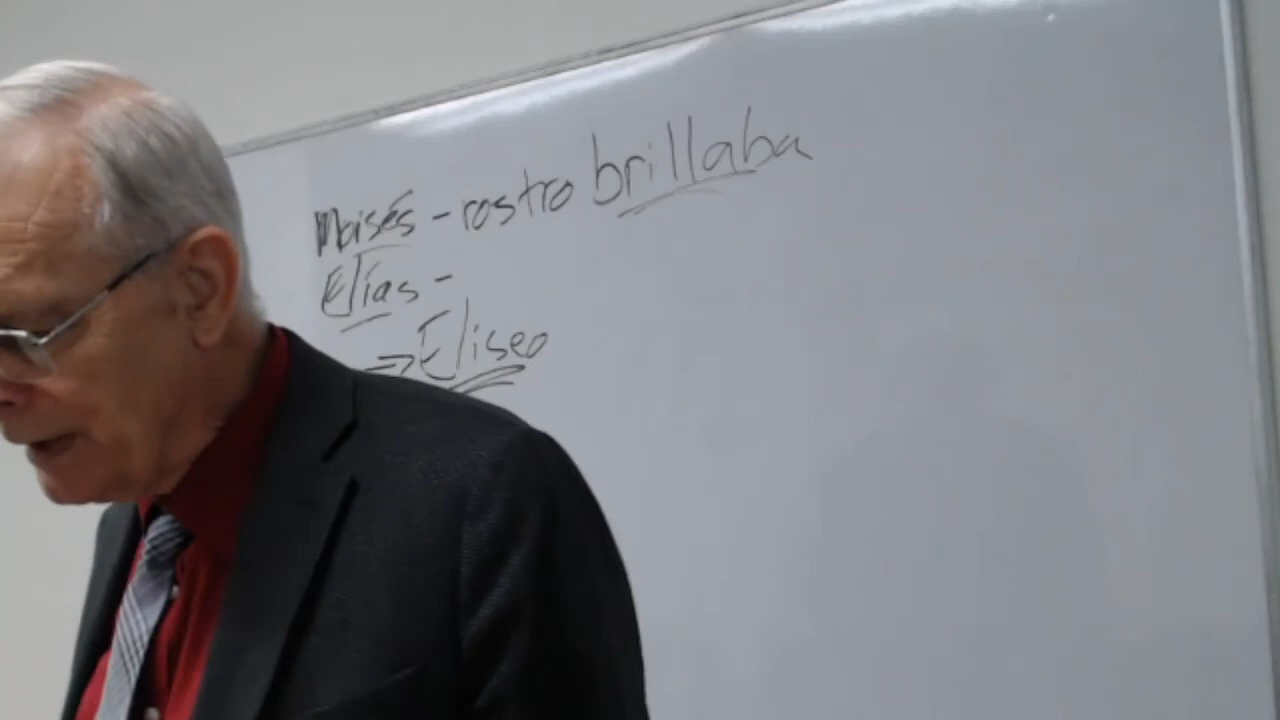 Moisés - rostro brillaba
Elías -
→ Eliseo